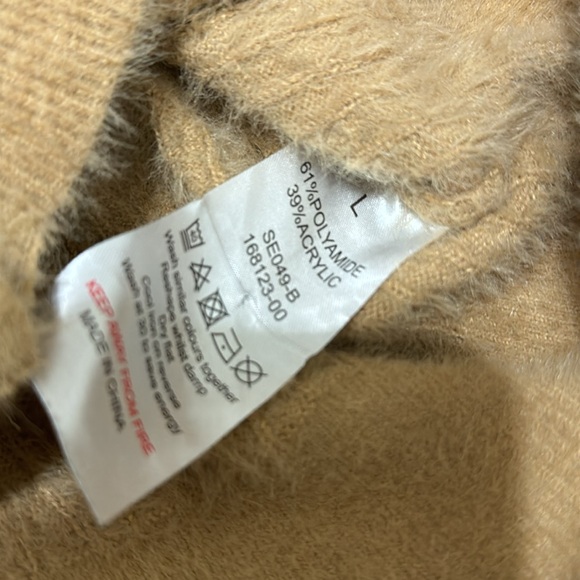 L
61%POLYAMIDE
39%ACRYLIC
SE049-B
168123-00
Wash similar colours together
Reshape whilst damp
Dry flat
Cool iron on reverse
Wash at 30 to save energy
KEEP AWAY FROM FIRE
MADE IN CHINA